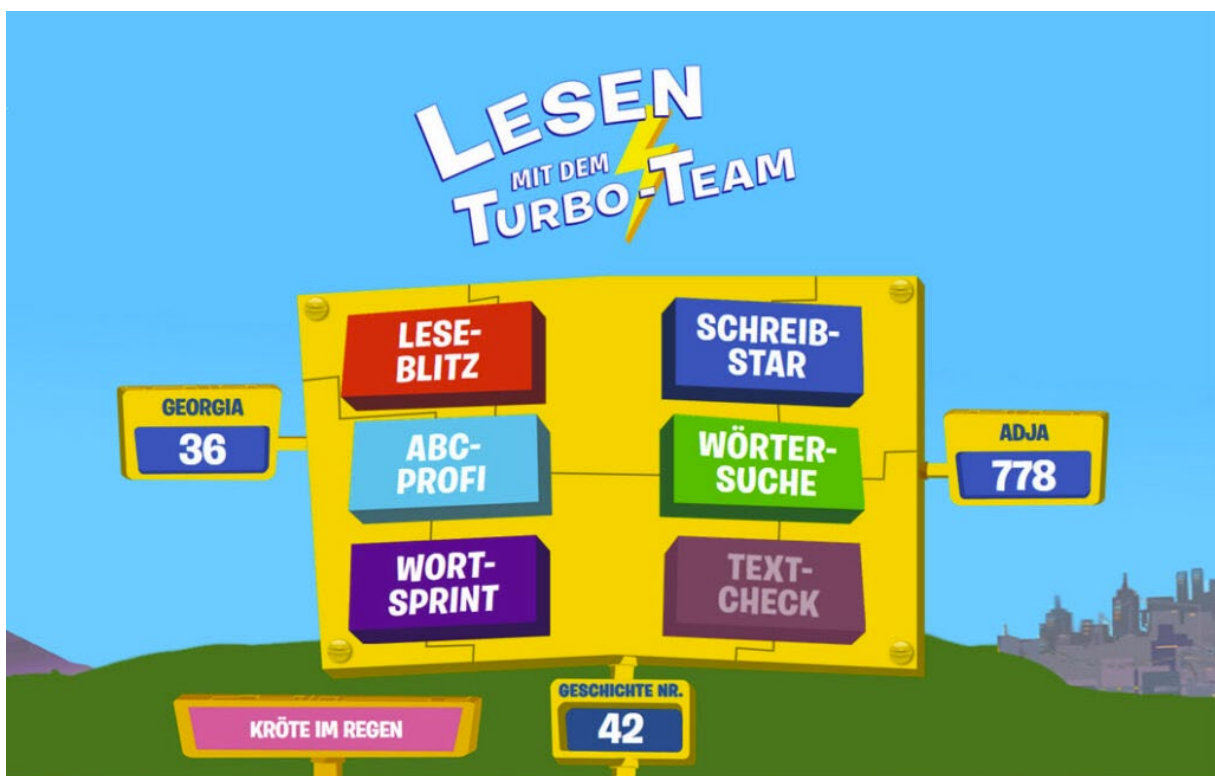 LESEN
MIT DEM
TURBO-TEAM
LESE-
BLITZ
SCHREIB-
STAR
GEORGIA
36
ABC-
PROFI
WÖRTER-
SUCHE
ADJA
778
WORT-
SPRINT
TEXT-
CHECK
GESCHICHTE NR.
42
KRÖTE IM REGEN